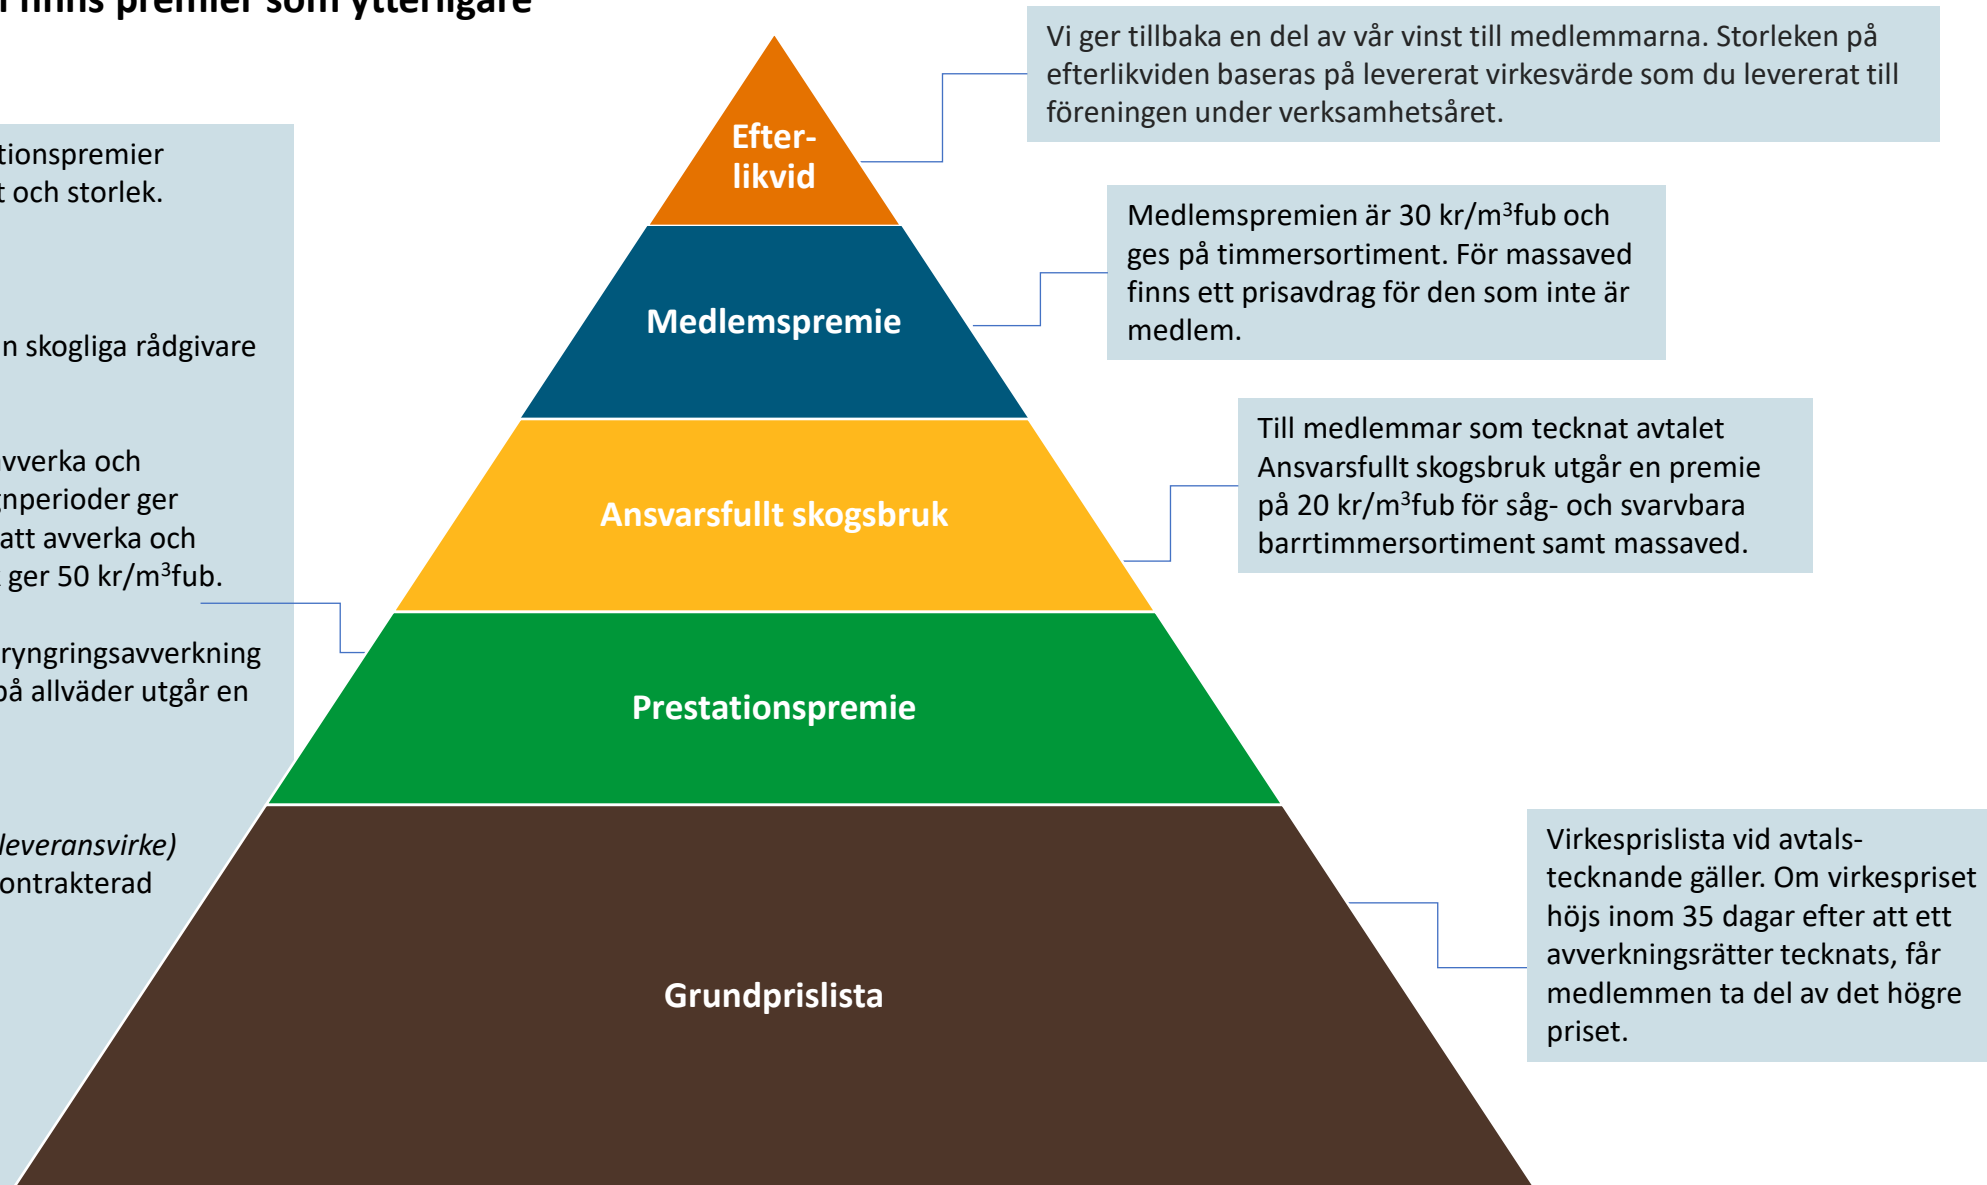 finns premier som ytterligare
Vi ger tillbaka en del av vår vinst till medlemmarna. Storleken på
efterlikviden baseras på levererat virkesvärde som du levererat till
föreningen under verksamhetsåret.
Efter-
likvid
Medlemspremien är 30 kr/m³fub och
ges på timmersortiment. För massaved
finns ett prisavdrag för den som inte är
medlem.
Medlemspremie
Till medlemmar som tecknat avtalet
Ansvarsfullt skogsbruk utgår en premie
på 20 kr/m³fub för såg- och svarvbara
barrtimmersortiment samt massaved.
Ansvarsfullt skogsbruk
tionspremier
t och storlek.
n skogliga rådgivare
avverka och
gnperioder ger
att avverka och
ger 50 kr/m³fub.
ryngringsavverkning
på allväder utgår en
leveransvirke)
ontrakterad
Prestationspremie
Grundprislista
Virkesprislista vid avtals-
tecknande gäller. Om virkespriset
höjs inom 35 dagar efter att ett
avverkningsrätter tecknats, får
medlemmen ta del av det högre
priset.